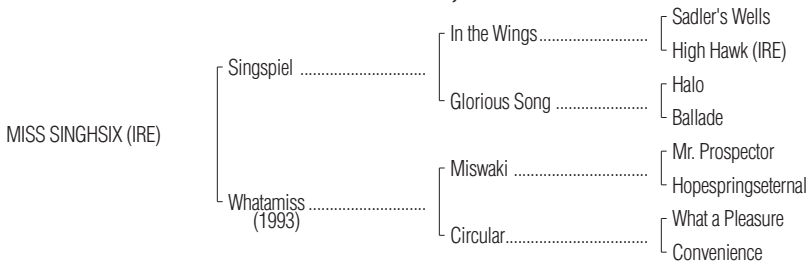 Sadler's Wells
In the Wings
High Hawk (IRE)
Singspiel
Halo
Glorious Song
Ballade
MISS SINGHSIX (IRE)
Mr. Prospector
Miswaki
Hopespringseternal
Whatamiss
(1993)
What a Pleasure
Circular
Convenience